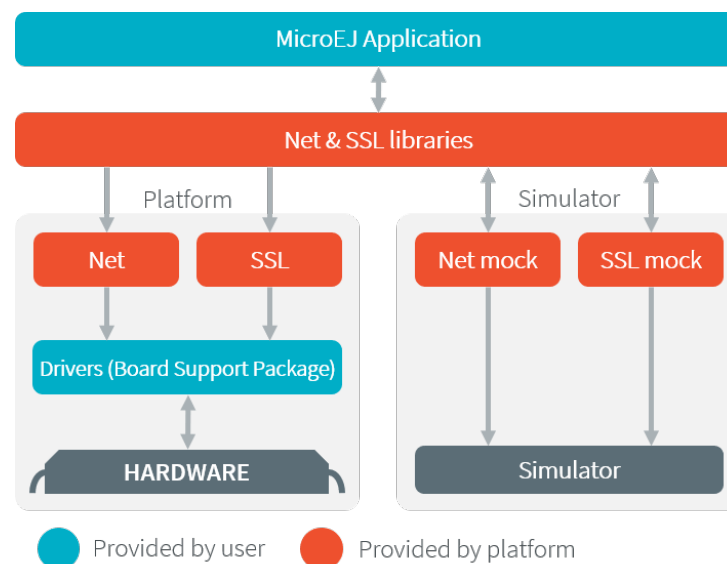 MicroEJ Application
Net & SSL libraries
Platform
Simulator
Net
SSL
Net mock
SSL mock
Drivers (Board Support Package)
HARDWARE
Simulator
Provided by user
Provided by platform